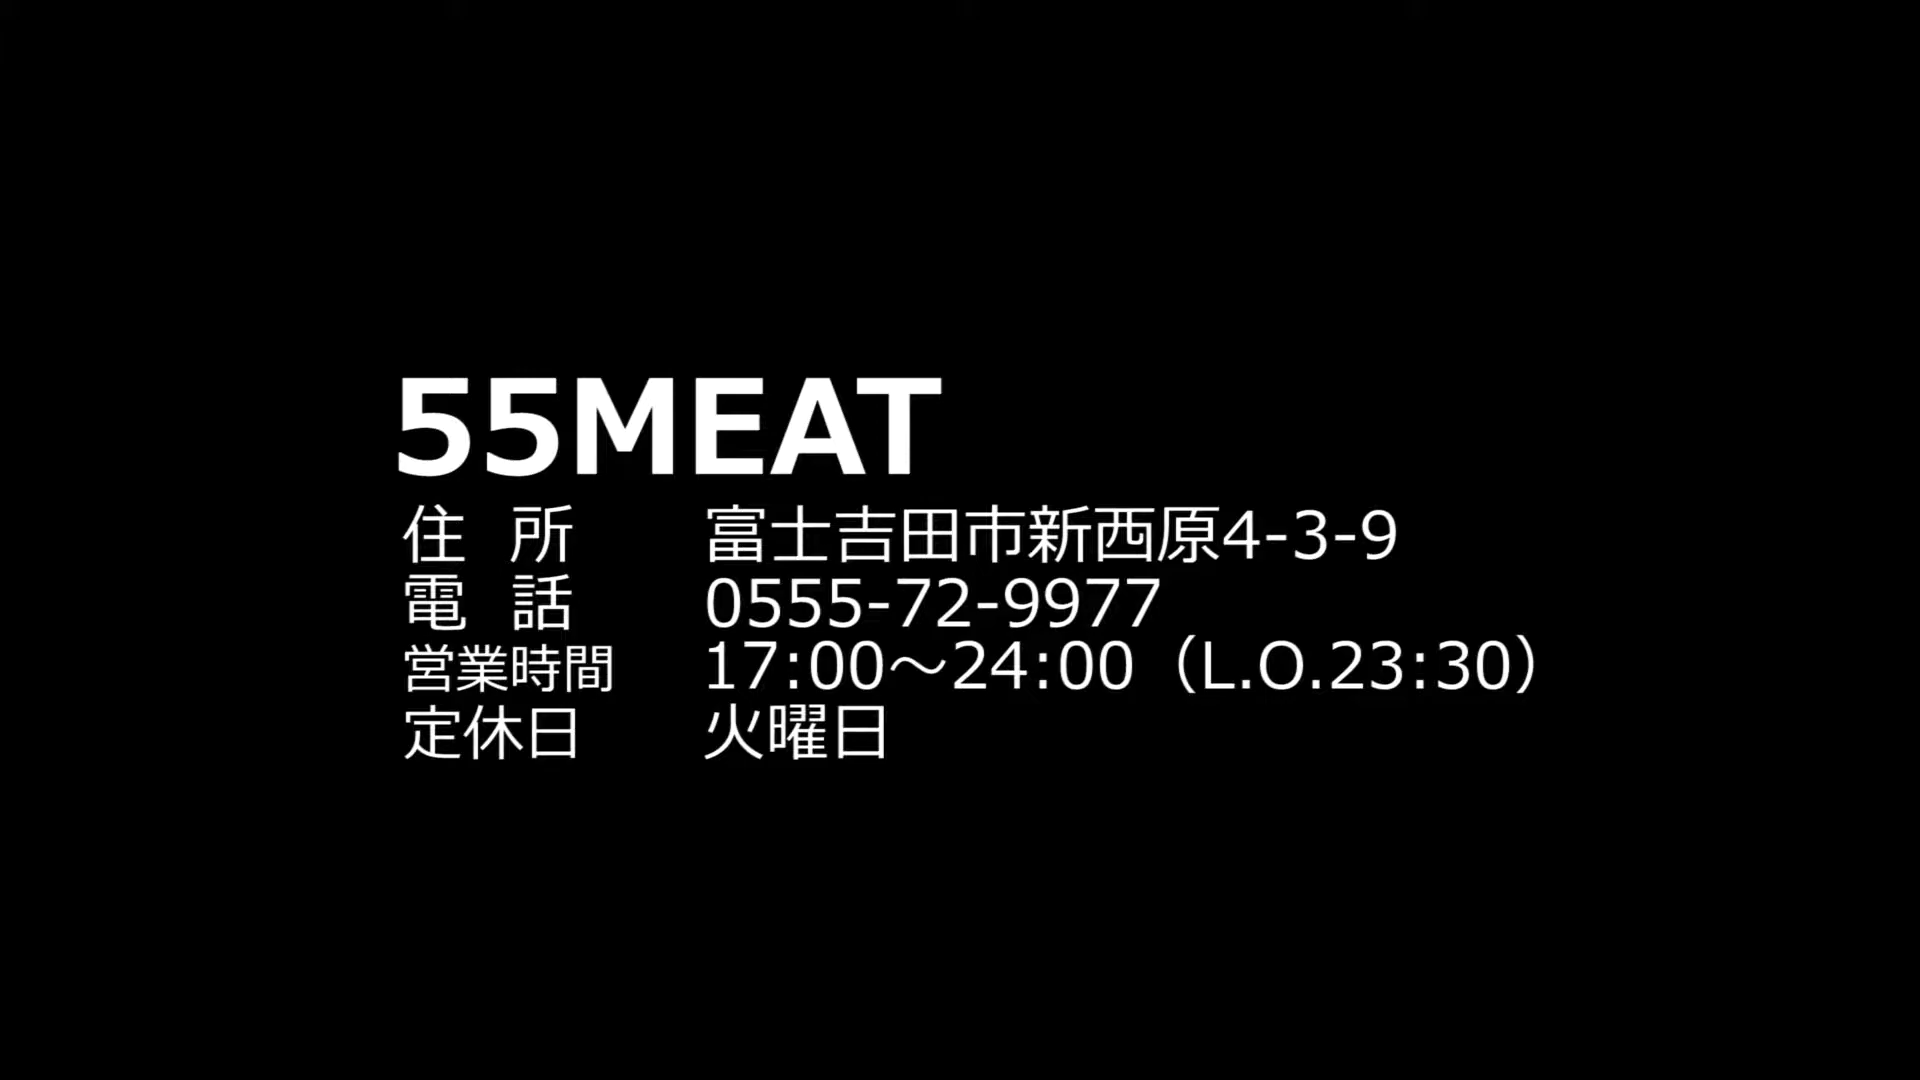 55MEAT
住 所 富士吉田市新西原4-3-9
電 話 0555-72-9977
営業時間 17:00～24:00（L.O.23:30）
定休日 火曜日